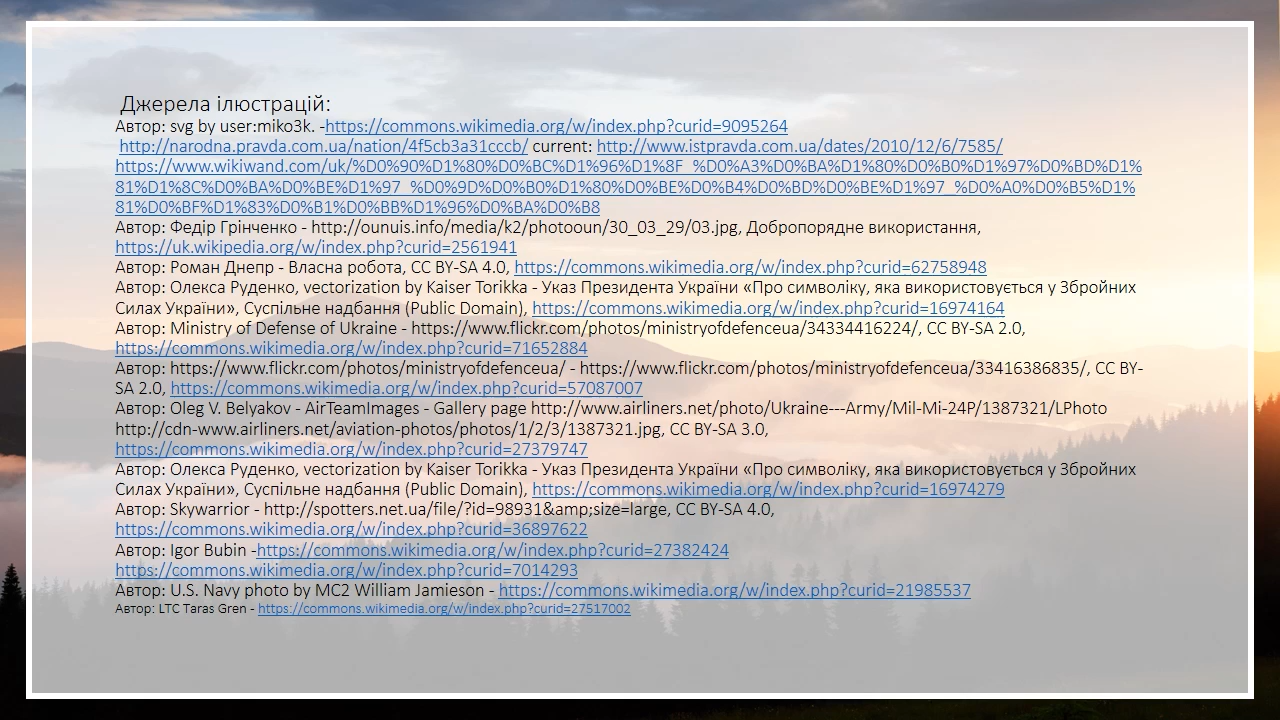 Джерела ілюстрацій:
Автор: svg by user:miko3k. -https://commons.wikimedia.org/w/index.php?curid=9095264
http://narodna.pravda.com.ua/nation/4f5cb3a31cccb/ current: http://www.istpravda.com.ua/dates/2010/12/6/7585/
https://www.wikiwand.com/uk/%D0%90%D1%80%D0%BC%D1%96%D1%8F_%D0%A3%D0%BA%D1%80%D0%B0%D1%97%D0%BD%D1%
81%D1%8C%D0%BA%D0%BE%D1%97_%D0%9D%D0%B0%D1%80%D0%BE%D0%B4%D0%BD%D0%BE%D1%97_%D0%A0%D0%B5%D1%
81%D0%BF%D1%83%D0%B1%D0%BB%D1%96%D0%BA%D0%B8
Автор: Федір Грінченко - http://ounuis.info/media/k2/photooun/30_03_29/03.jpg, Добропорядне використання,
https://uk.wikipedia.org/w/index.php?curid=2561941
Автор: Роман Днепр - Власна робота, CC BY-SA 4.0, https://commons.wikimedia.org/w/index.php?curid=62758948
Автор: Олекса Руденко, vectorization by Kaiser Torikka - Указ Президента України «Про символіку, яка використовується у Збройних
Силах України», Суспільне надбання (Public Domain), https://commons.wikimedia.org/w/index.php?curid=16974164
Автор: Ministry of Defense of Ukraine - https://www.flickr.com/photos/ministryofdefenceua/34334416224/, CC BY-SA 2.0,
https://commons.wikimedia.org/w/index.php?curid=71652884
Автор: https://www.flickr.com/photos/ministryofdefenceua/ - https://www.flickr.com/photos/ministryofdefenceua/33416386835/, CC BY-
SA 2.0, https://commons.wikimedia.org/w/index.php?curid=57087007
Автор: Oleg V. Belyakov - AirTeamImages - Gallery page http://www.airliners.net/photo/Ukraine---Army/Mil-Mi-24P/1387321/LPhoto
http://cdn-www.airliners.net/aviation-photos/photos/1/2/3/1387321.jpg, CC BY-SA 3.0,
https://commons.wikimedia.org/w/index.php?curid=27379747
Автор: Олекса Руденко, vectorization by Kaiser Torikka - Указ Президента України «Про символіку, яка використовується у Збройних
Силах України», Суспільне надбання (Public Domain), https://commons.wikimedia.org/w/index.php?curid=16974279
Автор: Skywarrior - http://spotters.net.ua/file/?id=98931&amp;size=large, CC BY-SA 4.0,
https://commons.wikimedia.org/w/index.php?curid=36897622
Автор: Igor Bubin -https://commons.wikimedia.org/w/index.php?curid=27382424
https://commons.wikimedia.org/w/index.php?curid=7014293
Автор: U.S. Navy photo by MC2 William Jamieson - https://commons.wikimedia.org/w/index.php?curid=21985537
Автор: LTC Taras Gren - https://commons.wikimedia.org/w/index.php?curid=27517002